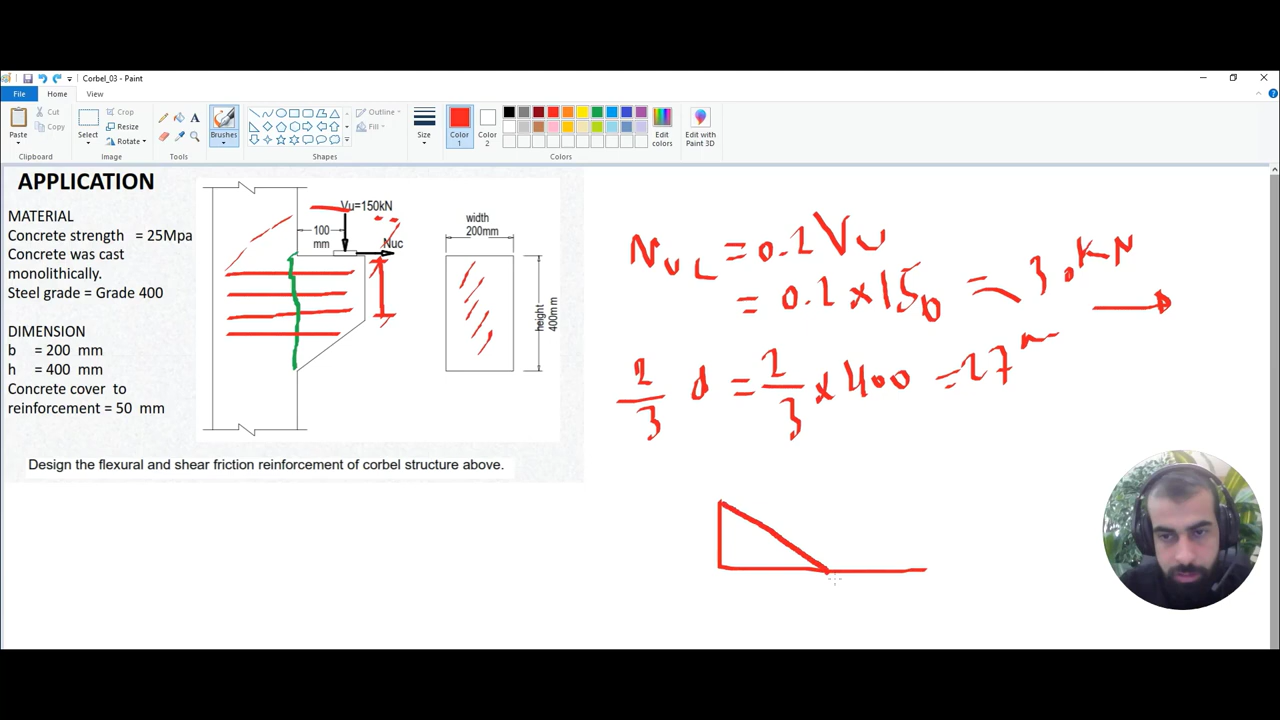 Corbel_03 - Paint
File Home View
Paste
Cut
Copy
Clipboard
Select
Crop
Resize
Rotate
Image
Tools
Brushes
Outline
Fill
Shapes
Size
Color 1
Color 2
Edit colors
Colors
Edit with Paint 3D
APPLICATION
MATERIAL
Concrete strength = 25Mpa
Concrete was cast
monolithically.
Steel grade = Grade 400
DIMENSION
b = 200 mm
h = 400 mm
Concrete cover to
reinforcement = 50 mm
Vu=150kN
100
mm
Nuc
width
200mm
height
400mm
Design the flexural and shear friction reinforcement of corbel structure above.
= 0.2 Vu
= 0.2 x 150 = 30 kN
2/3 d = 2/3 x 400 = 27